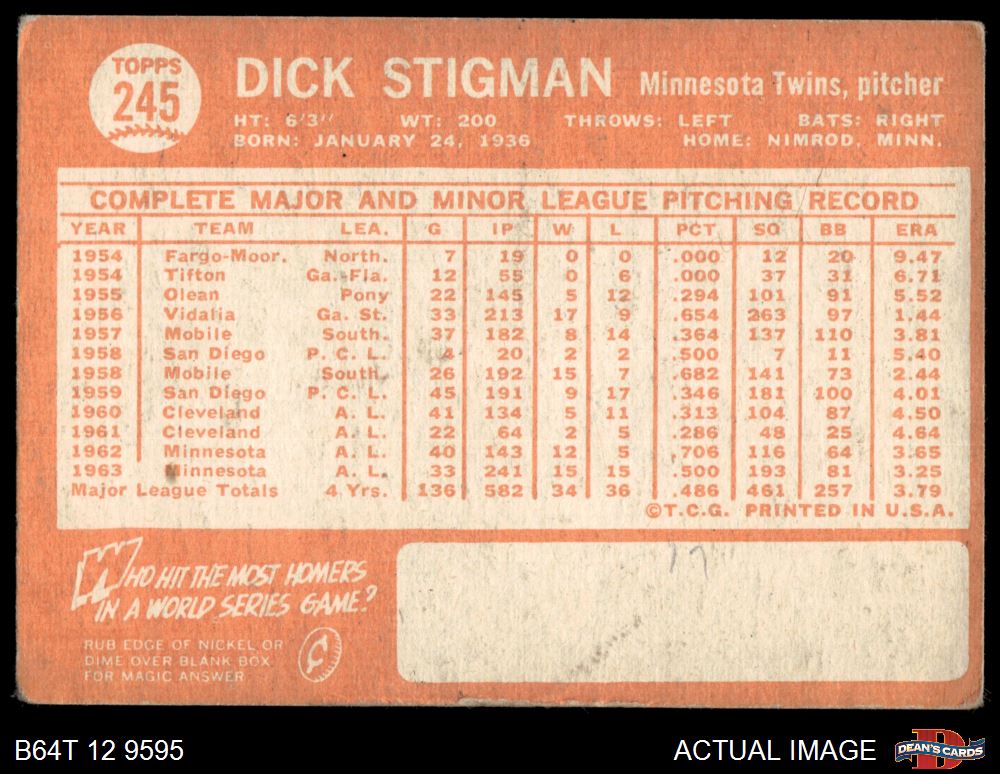 TOPPS
245
DICK STIGMAN Minnesota Twins, pitcher
HT: 6'3" WT: 200 THROWS: LEFT BATS: RIGHT
BORN: JANUARY 24, 1936 HOME: NIMROD, MINN.
COMPLETE MAJOR AND MINOR LEAGUE PITCHING RECORD
YEAR TEAM LEA. G IP W L PCT. SO BB ERA
1954 Fargo-Moor. North. 7 19 0 0 .000 12 20 9.47
1954 Tifton Ga.-Fla. 12 55 0 6 .000 37 31 6.71
1955 Olean Pony 22 145 5 12 .294 101 91 5.52
1956 Vidalia Ga. St. 33 213 17 9 .654 263 97 1.44
1957 Mobile South. 37 182 8 14 .364 137 110 3.81
1958 San Diego P. C. L. 4 20 2 2 .500 7 11 5.40
1958 Mobile South. 26 192 15 7 .682 141 73 2.44
1959 San Diego P. C. L. 45 191 9 17 .346 181 100 4.01
1960 Cleveland A. L. 41 134 5 11 .313 104 87 4.50
1961 Cleveland A. L. 22 64 2 5 .286 48 25 4.64
1962 Minnesota A. L. 40 143 12 5 .706 116 64 3.65
1963 Minnesota A. L. 33 241 15 15 .500 193 81 3.25
Major League Totals 4 Yrs. 136 582 34 36 .486 461 257 3.79
©T.C.G. PRINTED IN U.S.A.
WHO HIT THE MOST HOMERS
IN A WORLD SERIES GAME?
RUB EDGE OF NICKEL OR
DIME OVER BLANK BOX
FOR MAGIC ANSWER
B64T 12 9595 ACTUAL IMAGE DEAN'S CARDS